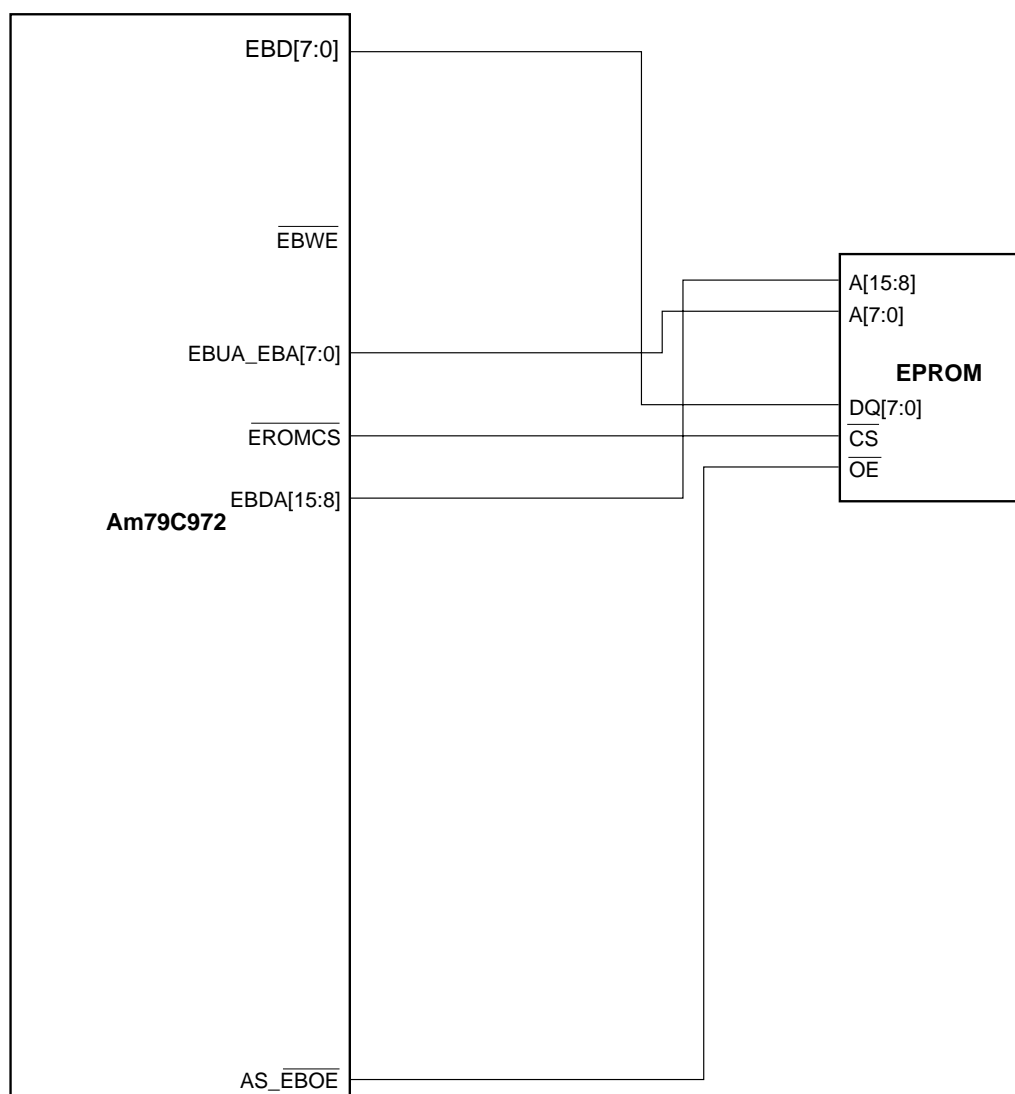 EBD[7:0]
EBWE
EBUA_EBA[7:0]
EROMCS
EBDA[15:8]
Am79C972
AS_EBOE
A[15:8]
A[7:0]
EPROM
DQ[7:0]
CS
OE